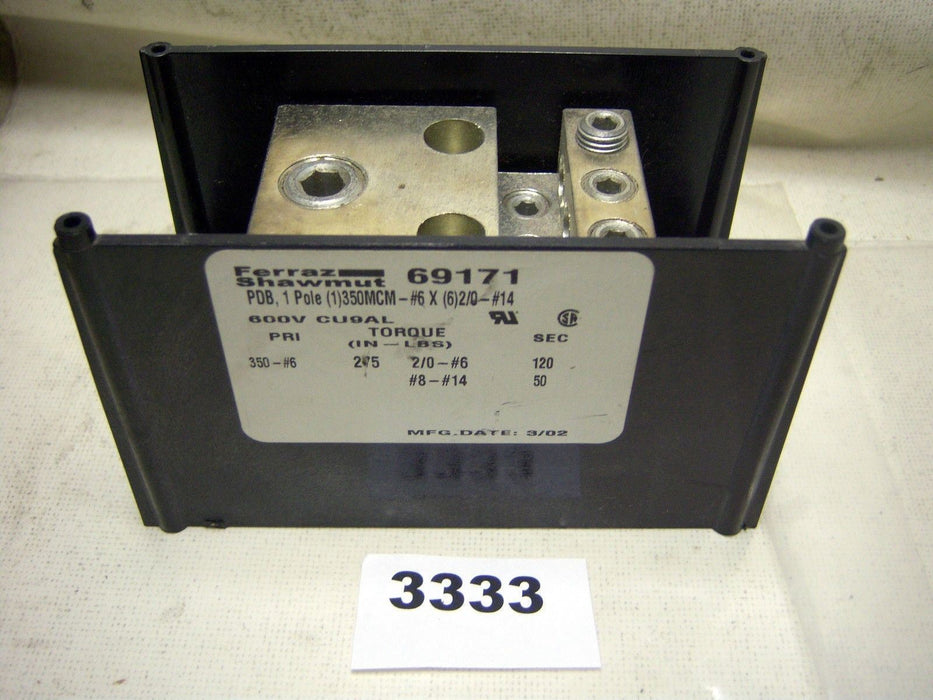 Ferraz
Shawmut 69171
PDB, 1 Pole (1)350MCM-#6 X (6)2/0-#14
600V CU9AL
PRI TORQUE SEC
(IN-LBS)
350-#6 275 2/0-#6 120
#8-#14 50
MFG.DATE: 3/02
3333
3333